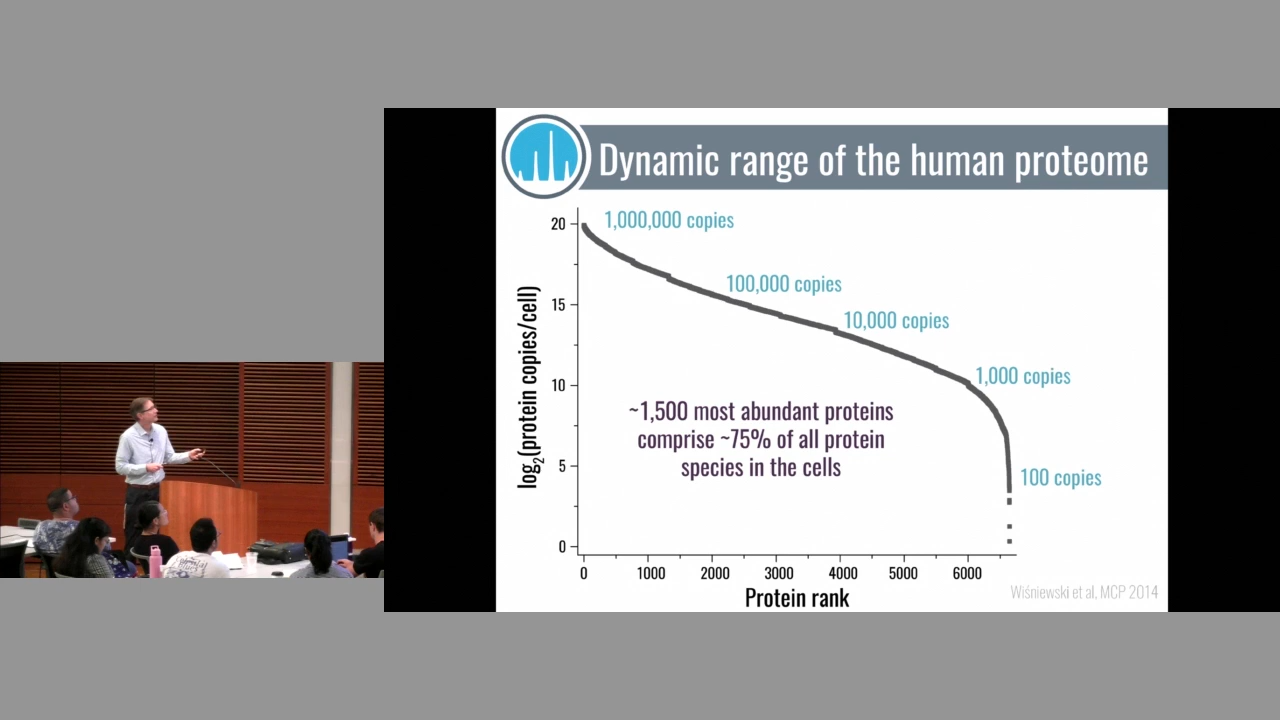 Dynamic range of the human proteome
20
1,000,000 copies
100,000 copies
15
10,000 copies
1,000 copies
10
~1,500 most abundant proteins
comprise ~75% of all protein
species in the cells
5
100 copies
0
log2(protein copies/cell)
0 1000 2000 3000 4000 5000 6000
Protein rank
Wiśniewski et al, MCP 2014